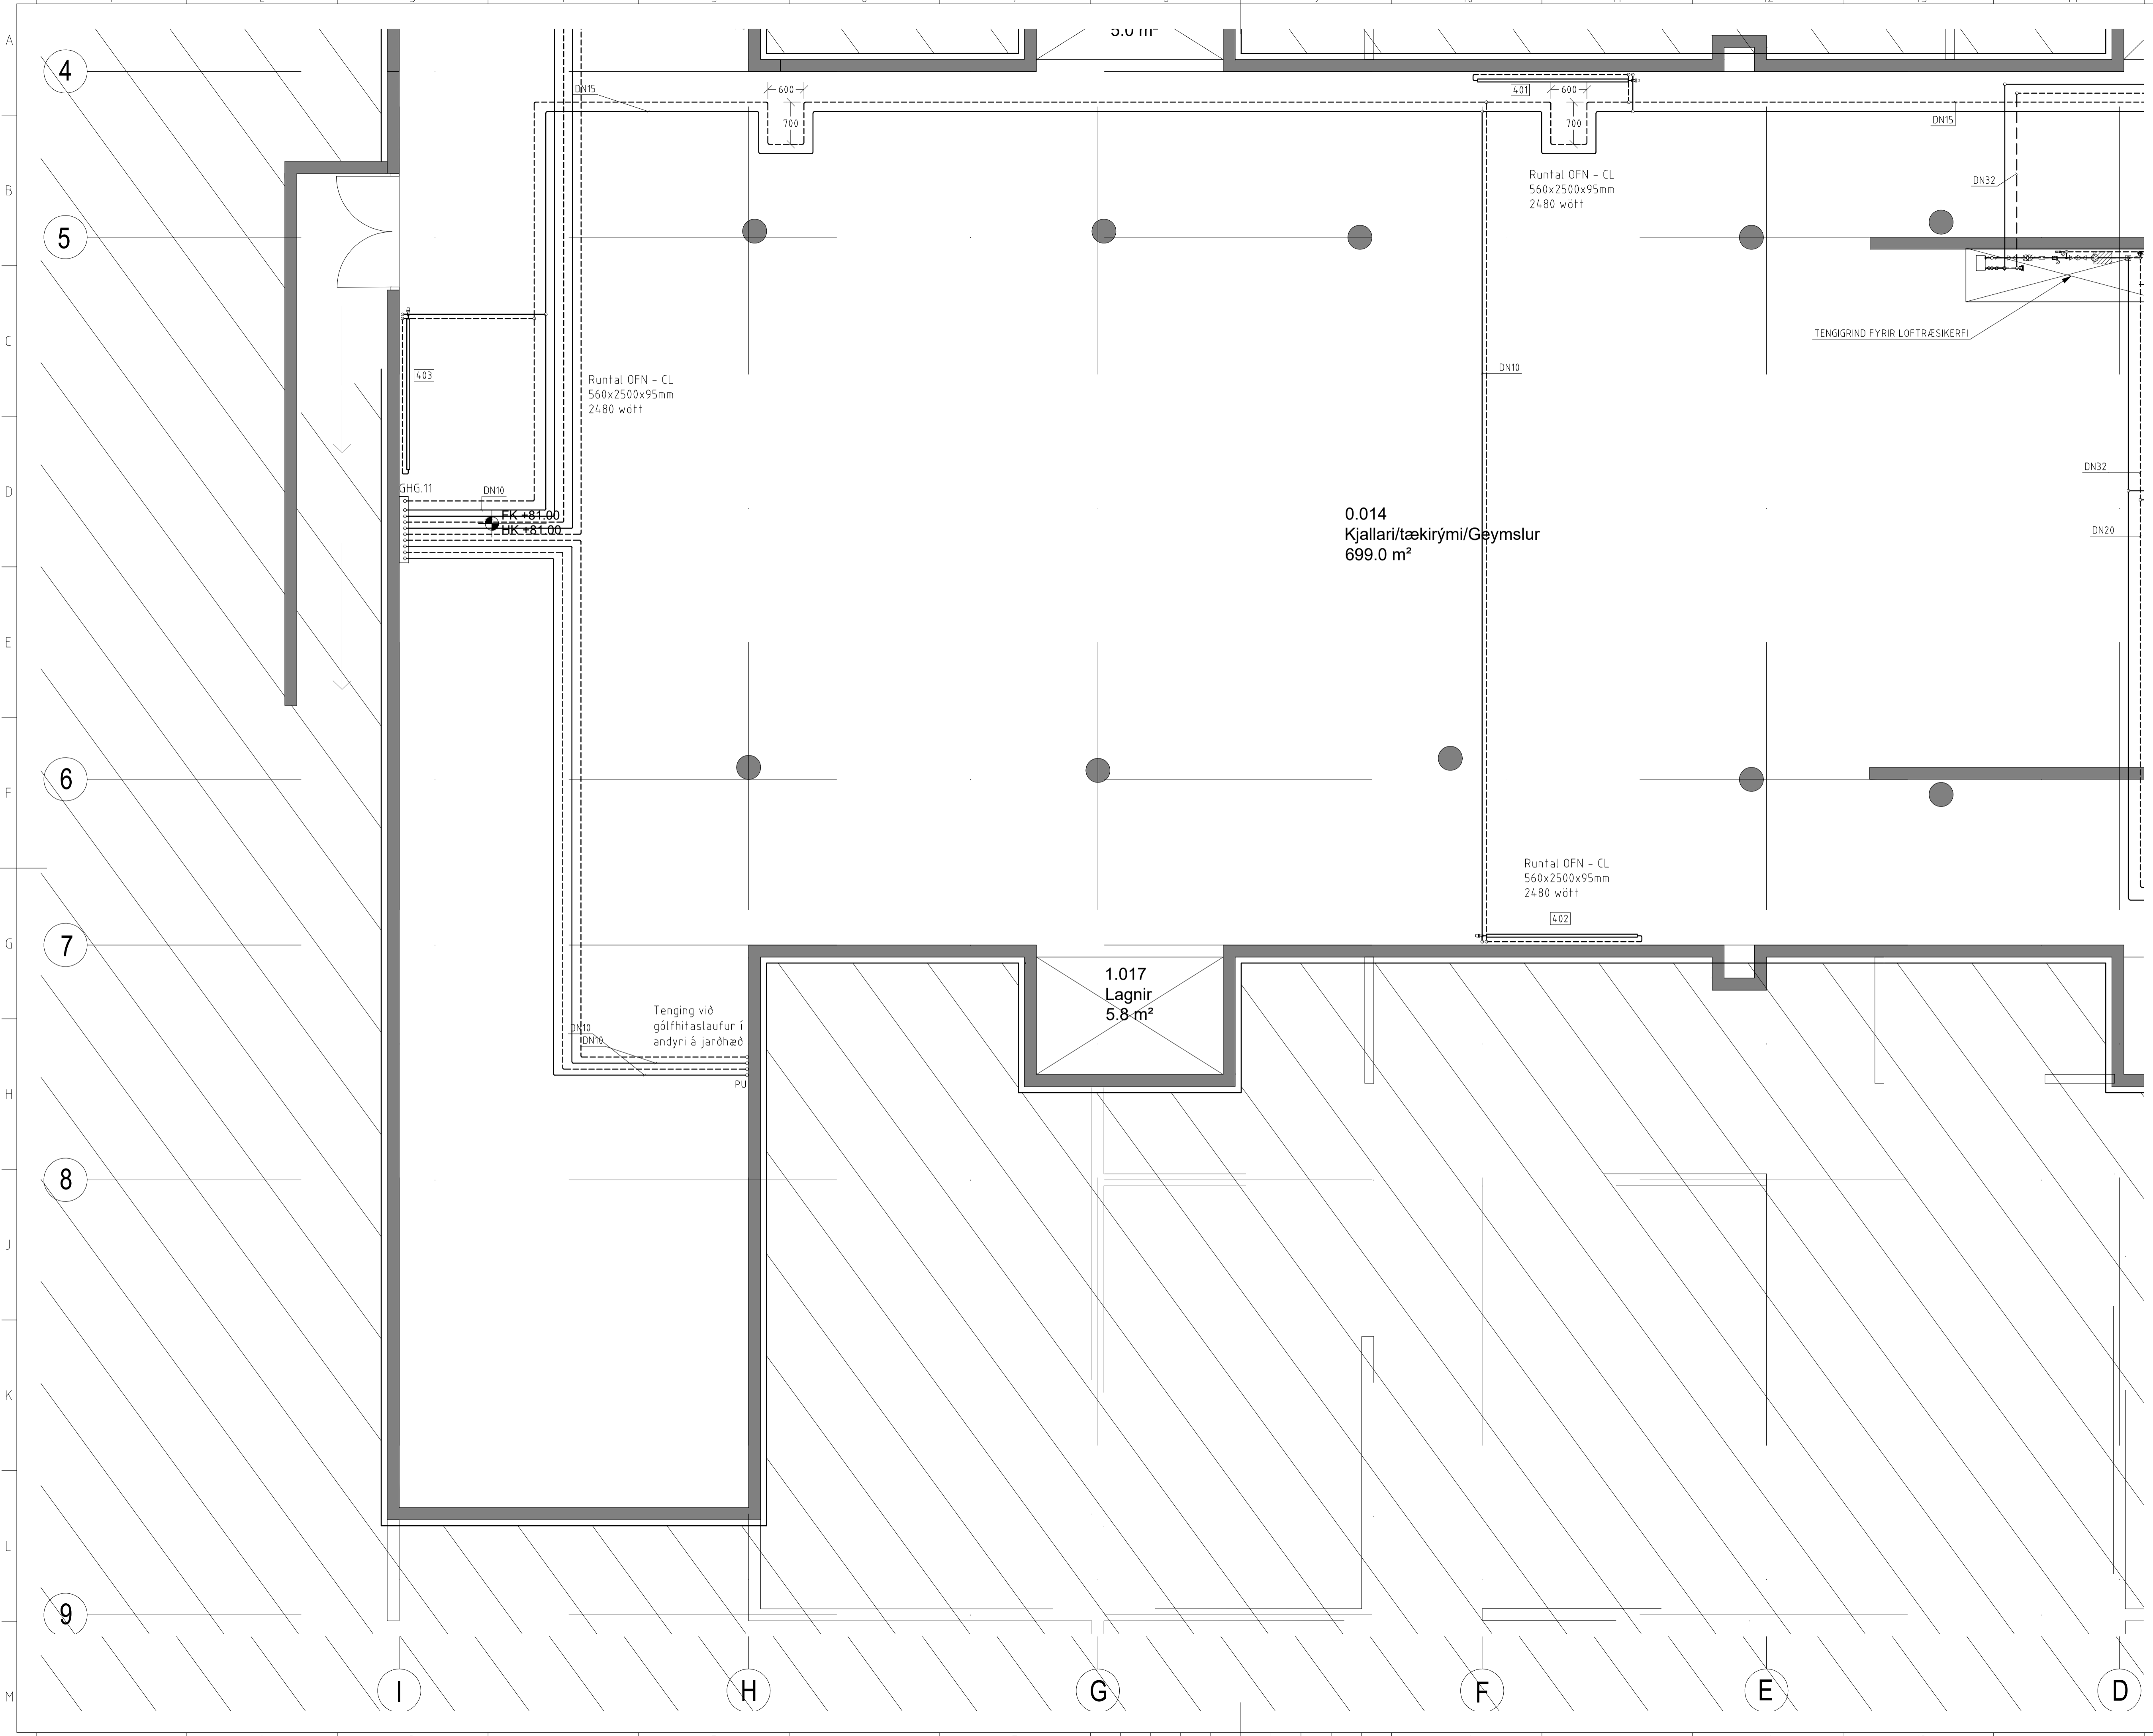 5.0 m²
A
4
DN15
600
700
401
600
700
DN15
B
Runtal OFN - CL
560x2500x95mm
2480 wött
DN32
5
C
TENGIGRIND FYRIR LOFTRÆSIKERFI
403
Runtal OFN - CL
560x2500x95mm
2480 wött
DN10
D
GHG.11
DN10
FK +81.00
HK +81.00
0.014
Kjallari/tækirými/Geymslur
699.0 m²
DN32
DN20
E
6
F
Runtal OFN - CL
560x2500x95mm
2480 wött
402
G
7
1.017
Lagnir
5.8 m²
Tenging við
gólfhitaslaufur í
andyri á jarðhæð
DN10
DN10
PU
H
8
J
K
L
9
M
I
H
G
F
E
D